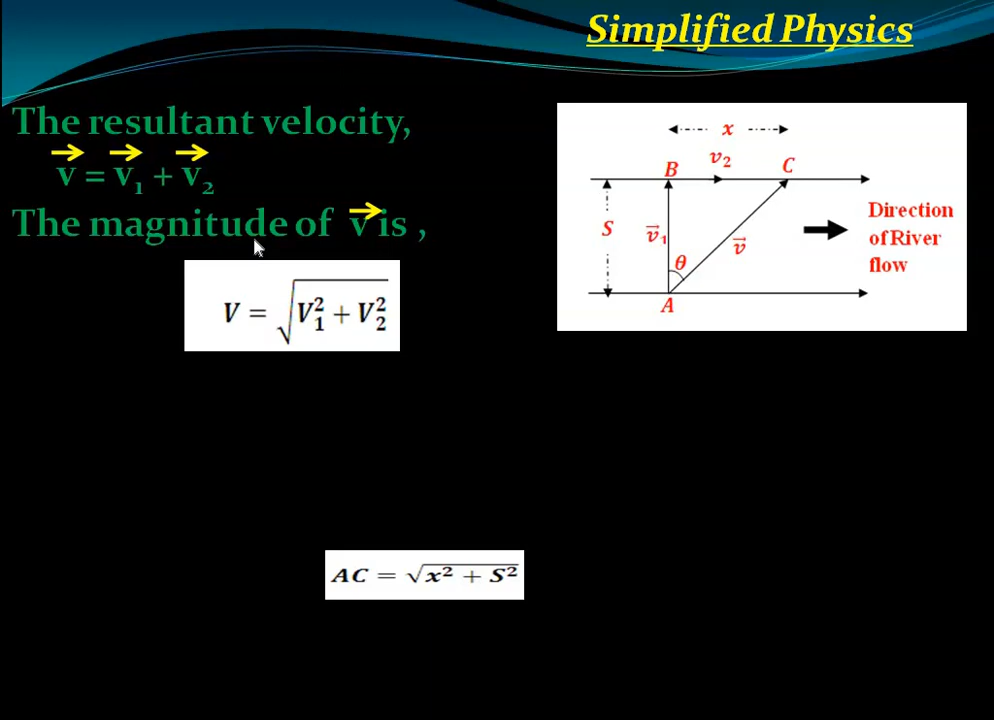 Simplified Physics
The resultant velocity,
v = v₁ + v₂
The magnitude of v is ,
V = √V₁² + V₂²
x
B v₂ C
S v⃗₁ v⃗
θ
A
Direction
of River
flow
AC = √x² + S²